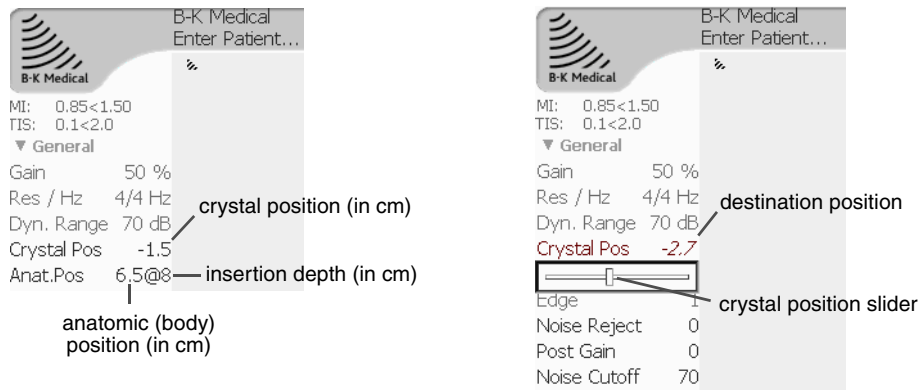 B-K Medical
Enter Patient...
B-K Medical
MI: 0.85<1.50
TIS: 0.1<2.0
▼ General
Gain 50 %
Res / Hz 4/4 Hz
Dyn. Range 70 dB
Crystal Pos -1.5
Anat.Pos 6.5@8
crystal position (in cm)
insertion depth (in cm)
anatomic (body)
position (in cm)
B-K Medical
Enter Patient...
B-K Medical
MI: 0.85<1.50
TIS: 0.1<2.0
▼ General
Gain 50 %
Res / Hz 4/4 Hz
Dyn. Range 70 dB
Crystal Pos -2.7
Edge 1
Noise Reject 0
Post Gain 0
Noise Cutoff 70
destination position
crystal position slider